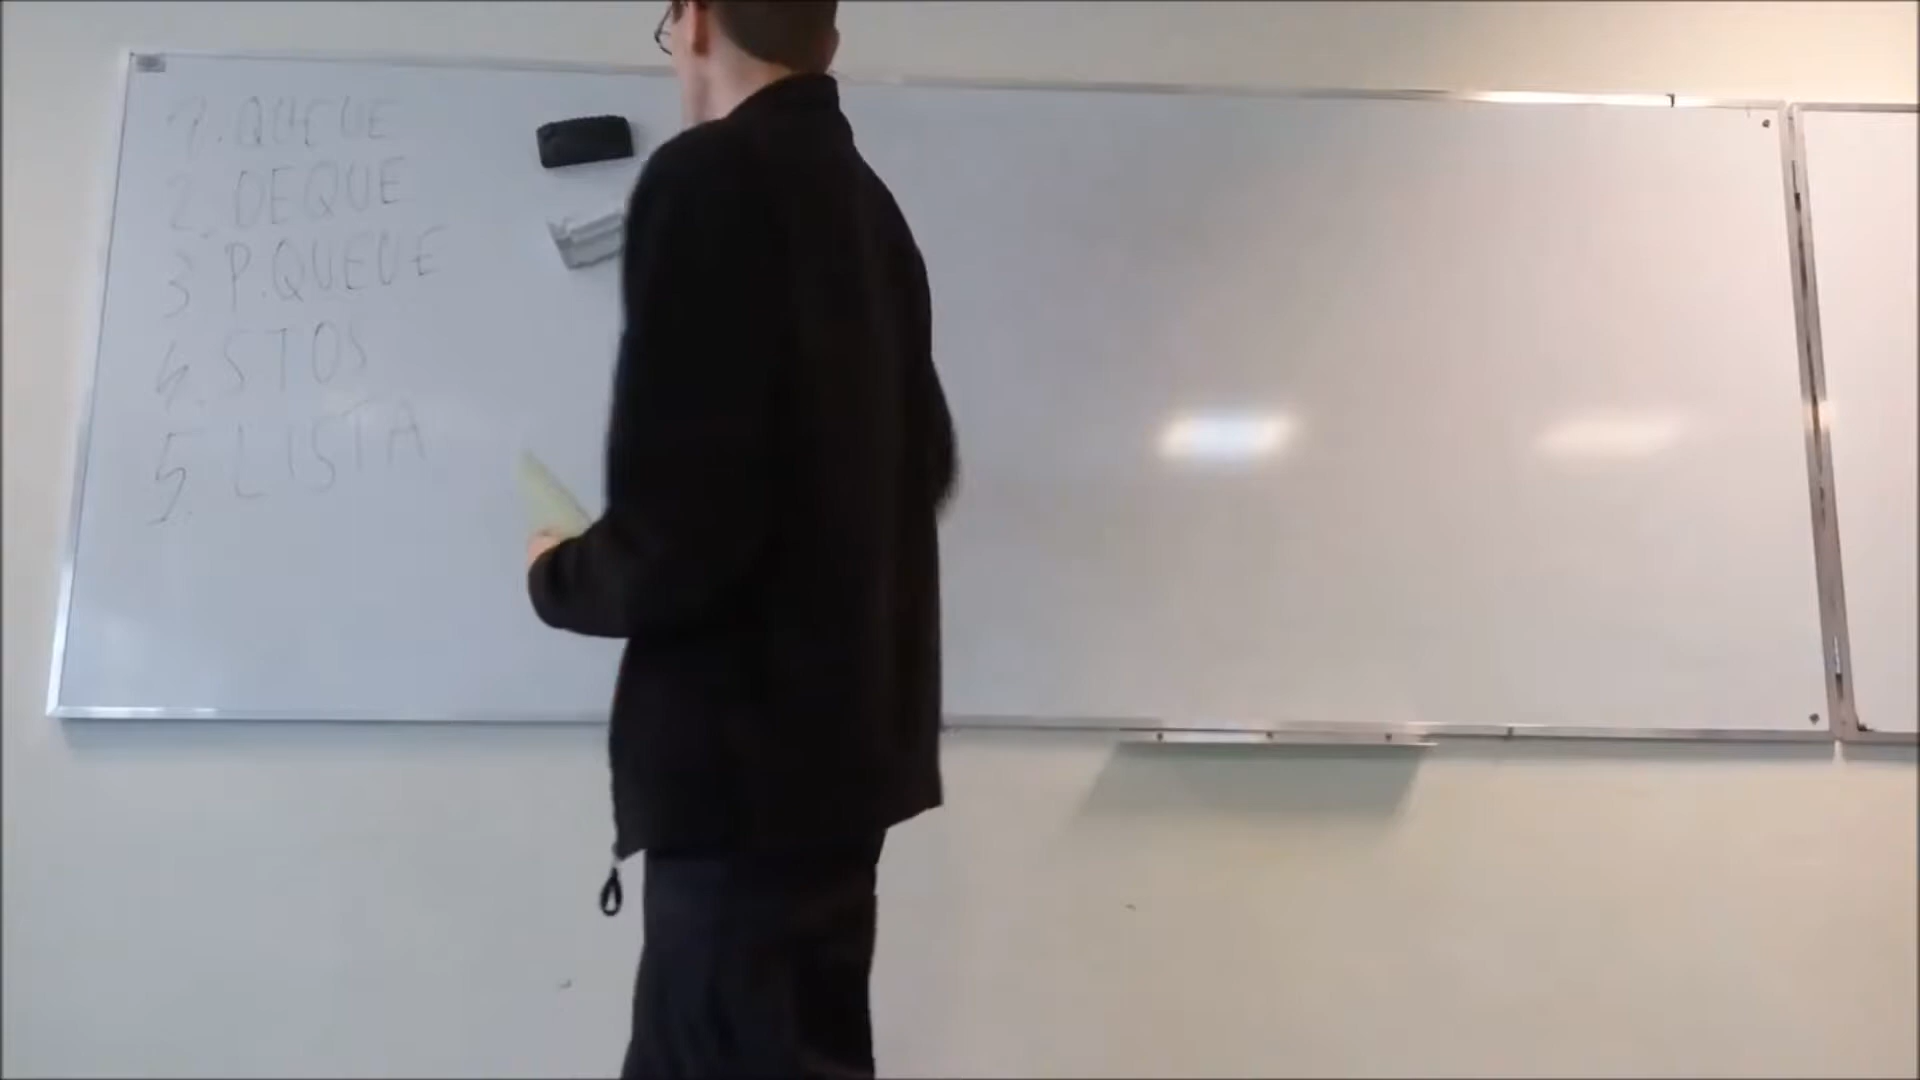 1. QUEUE
2. DEQUE
3 P.QUEUE
4. STOS
5. LISTA